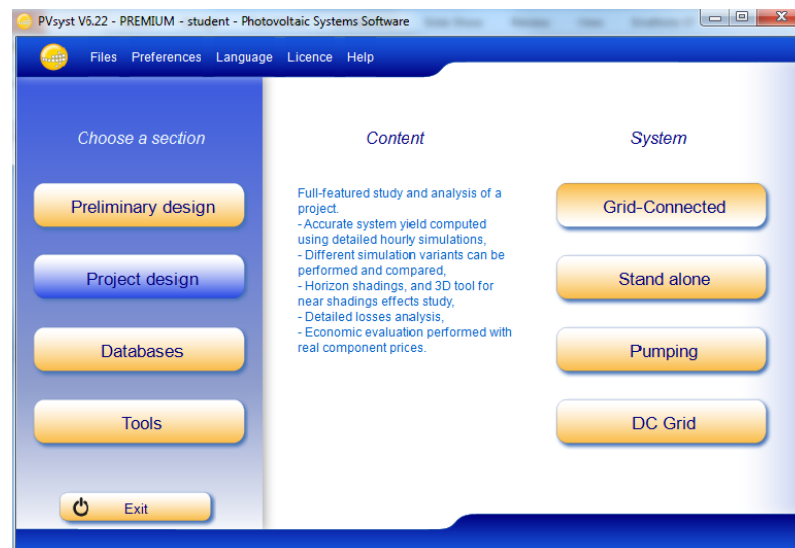 PVsyst V6.22 - PREMIUM - student - Photovoltaic Systems Software
Files Preferences Language Licence Help
Choose a section
Preliminary design
Project design
Databases
Tools
Exit
Content
Full-featured study and analysis of a
project.
- Accurate system yield computed
using detailed hourly simulations,
- Different simulation variants can be
performed and compared,
- Horizon shadings, and 3D tool for
near shadings effects study,
- Detailed losses analysis,
- Economic evaluation performed with
real component prices.
System
Grid-Connected
Stand alone
Pumping
DC Grid